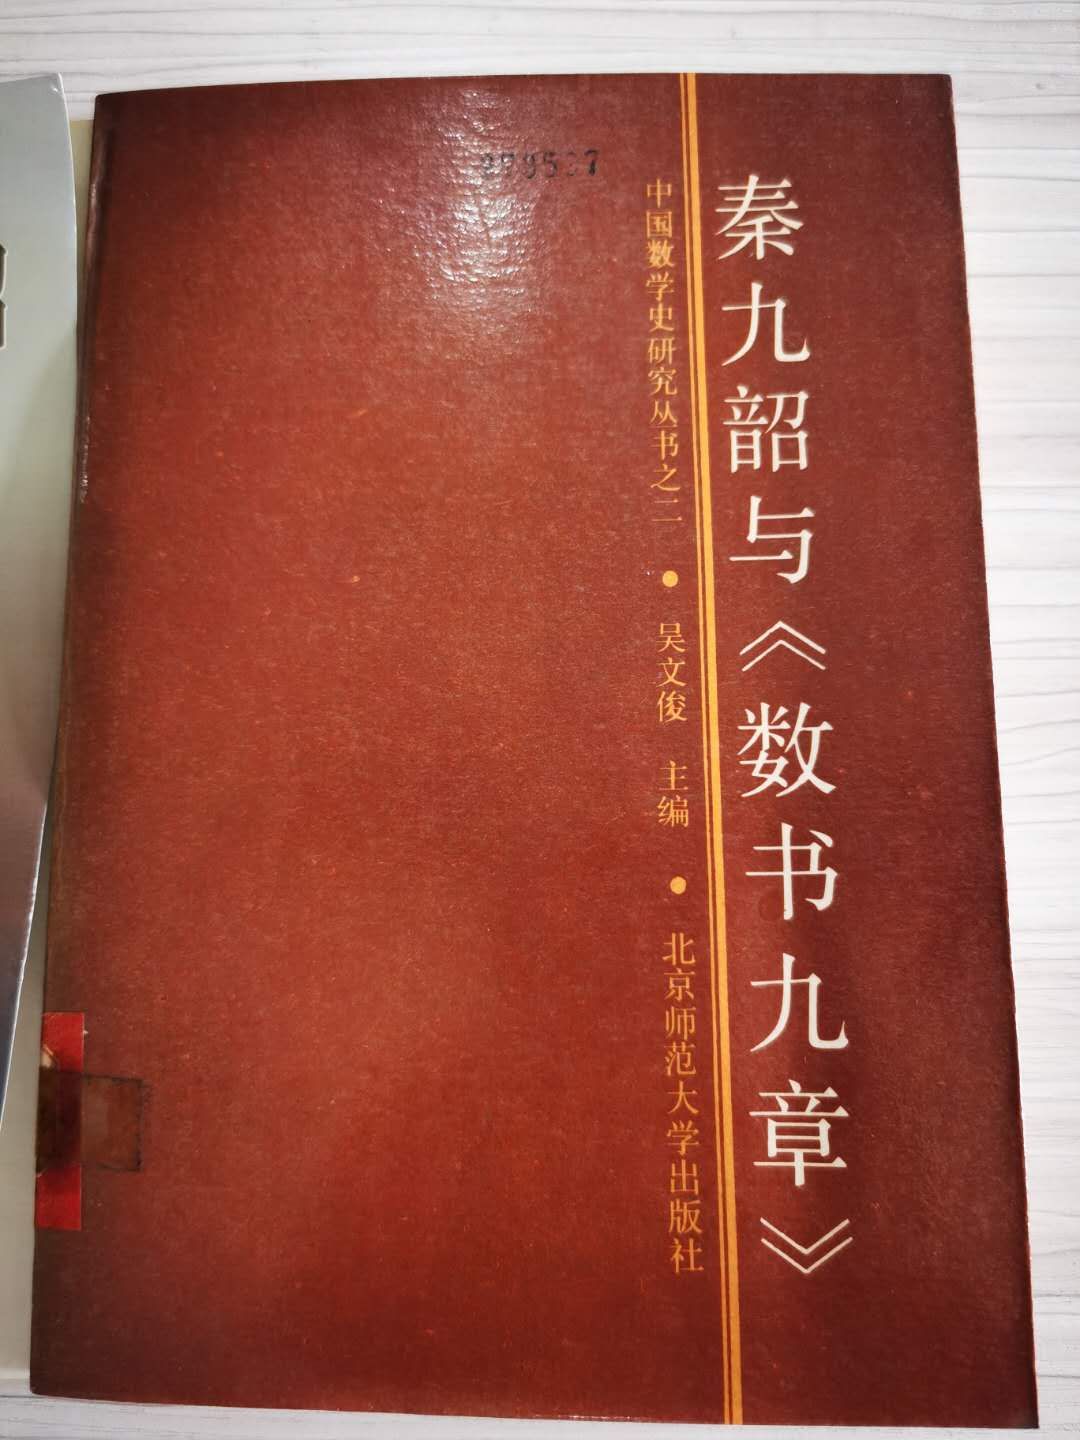 秦九韶与《数书九章》
中国数学史研究丛书之二·吴文俊 主编·北京师范大学出版社